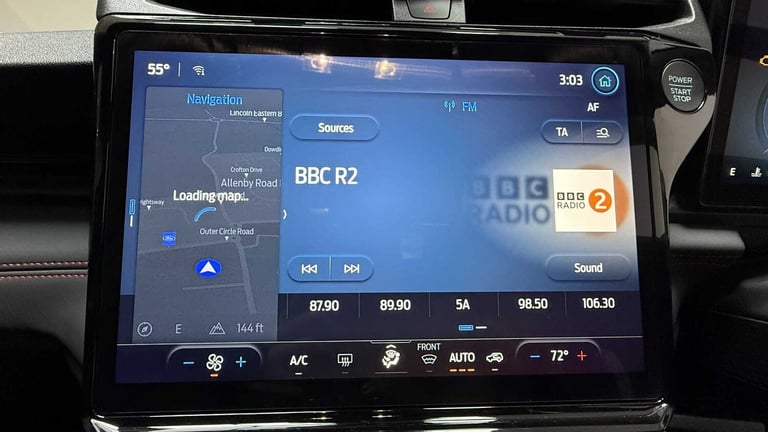 55°
3:03
POWER
START
STOP
Navigation
FM
AF
Lincoln Eastern B
Sources
TA
Crofton Drive
Allenby Road
BBC R2
BBC
RADIO
BBC
RADIO 2
Loading map...
Outer Circle Road
Sound
87.90
89.90
5A
98.50
106.30
E
144 ft
E
FRONT
A/C
AUTO
72°